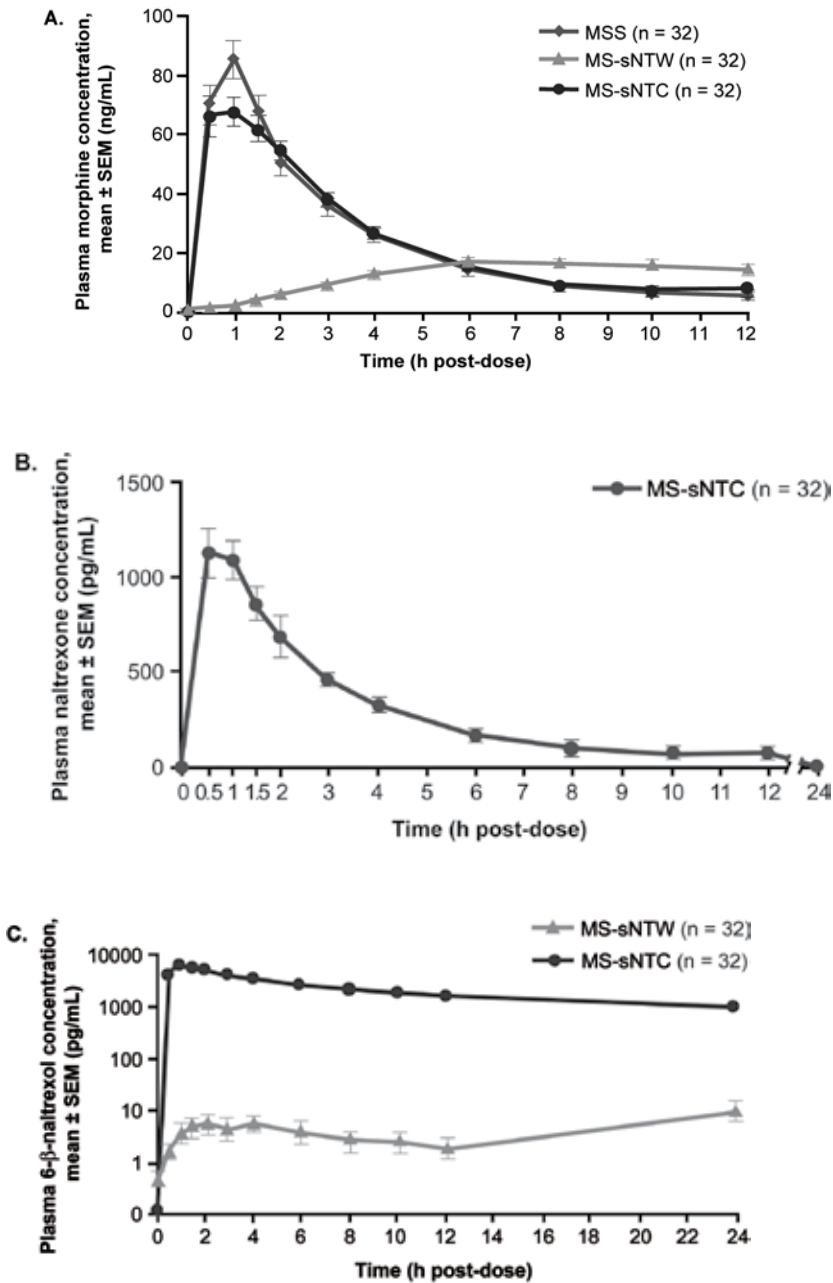 A.
Plasma morphine concentration,
mean ± SEM (ng/mL)
100
80
60
40
20
0
MSS (n = 32)
MS-sNTW (n = 32)
MS-sNTC (n = 32)
0 1 2 3 4 5 6 7 8 9 10 11 12
Time (h post-dose)
B.
Plasma naltrexone concentration,
mean ± SEM (pg/mL)
1500
1000
500
0
MS-sNTC (n = 32)
0 0.5 1 1.5 2 3 4 5 6 7 8 9 10 11 12 24
Time (h post-dose)
C.
Plasma 6-β-naltrexol concentration,
mean ± SEM (pg/mL)
10000
1000
100
10
1
0
MS-sNTW (n = 32)
MS-sNTC (n = 32)
0 2 4 6 8 10 12 14 16 18 20 22 24
Time (h post-dose)